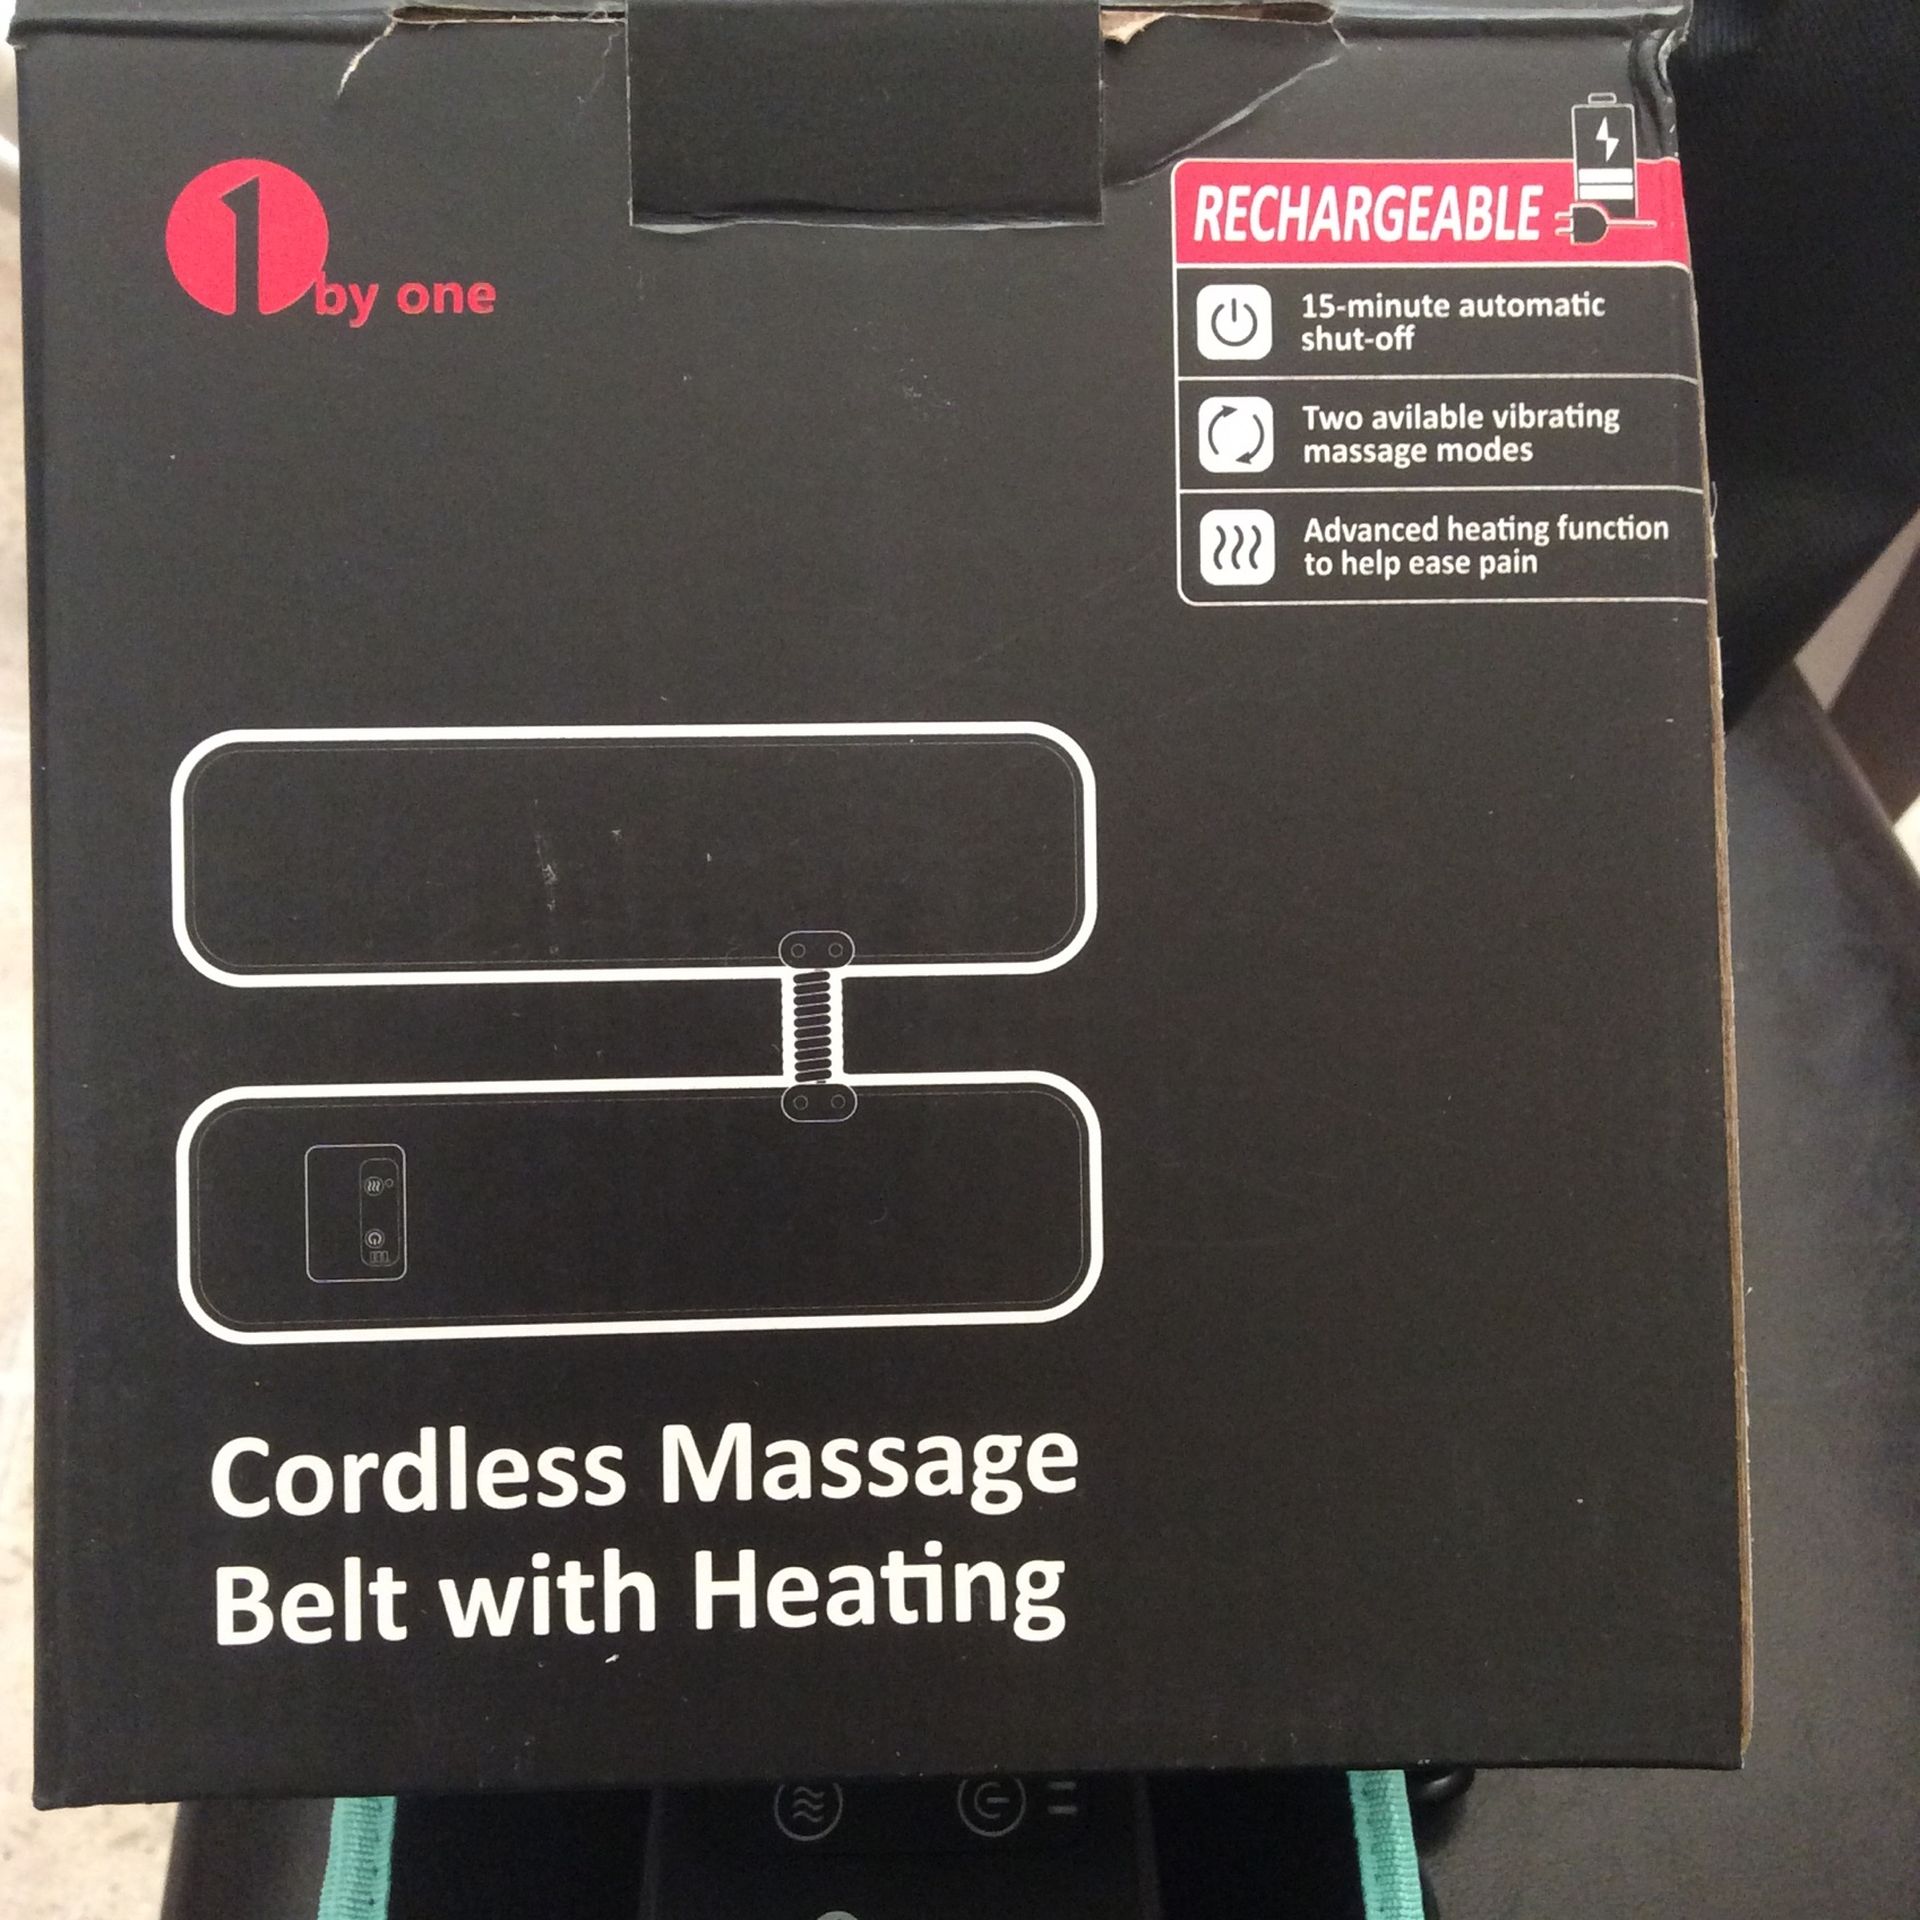 1 by one
RECHARGEABLE
15-minute automatic
shut-off
Two avilable vibrating
massage modes
Advanced heating function
to help ease pain
Cordless Massage
Belt with Heating